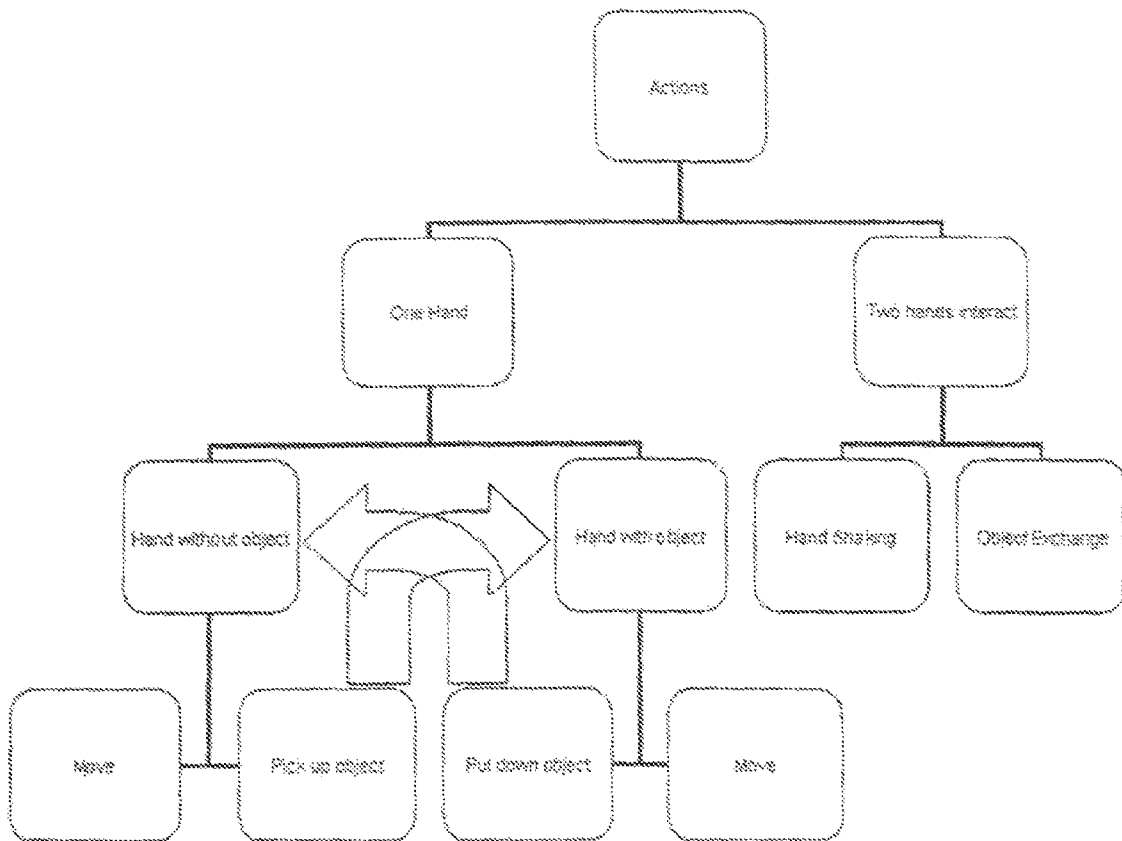 Actions
One Hand
Two hands interact
Hand without object
Hand with object
Hand Shaking
Object Exchange
Move
Pick up object
Put down object
Move